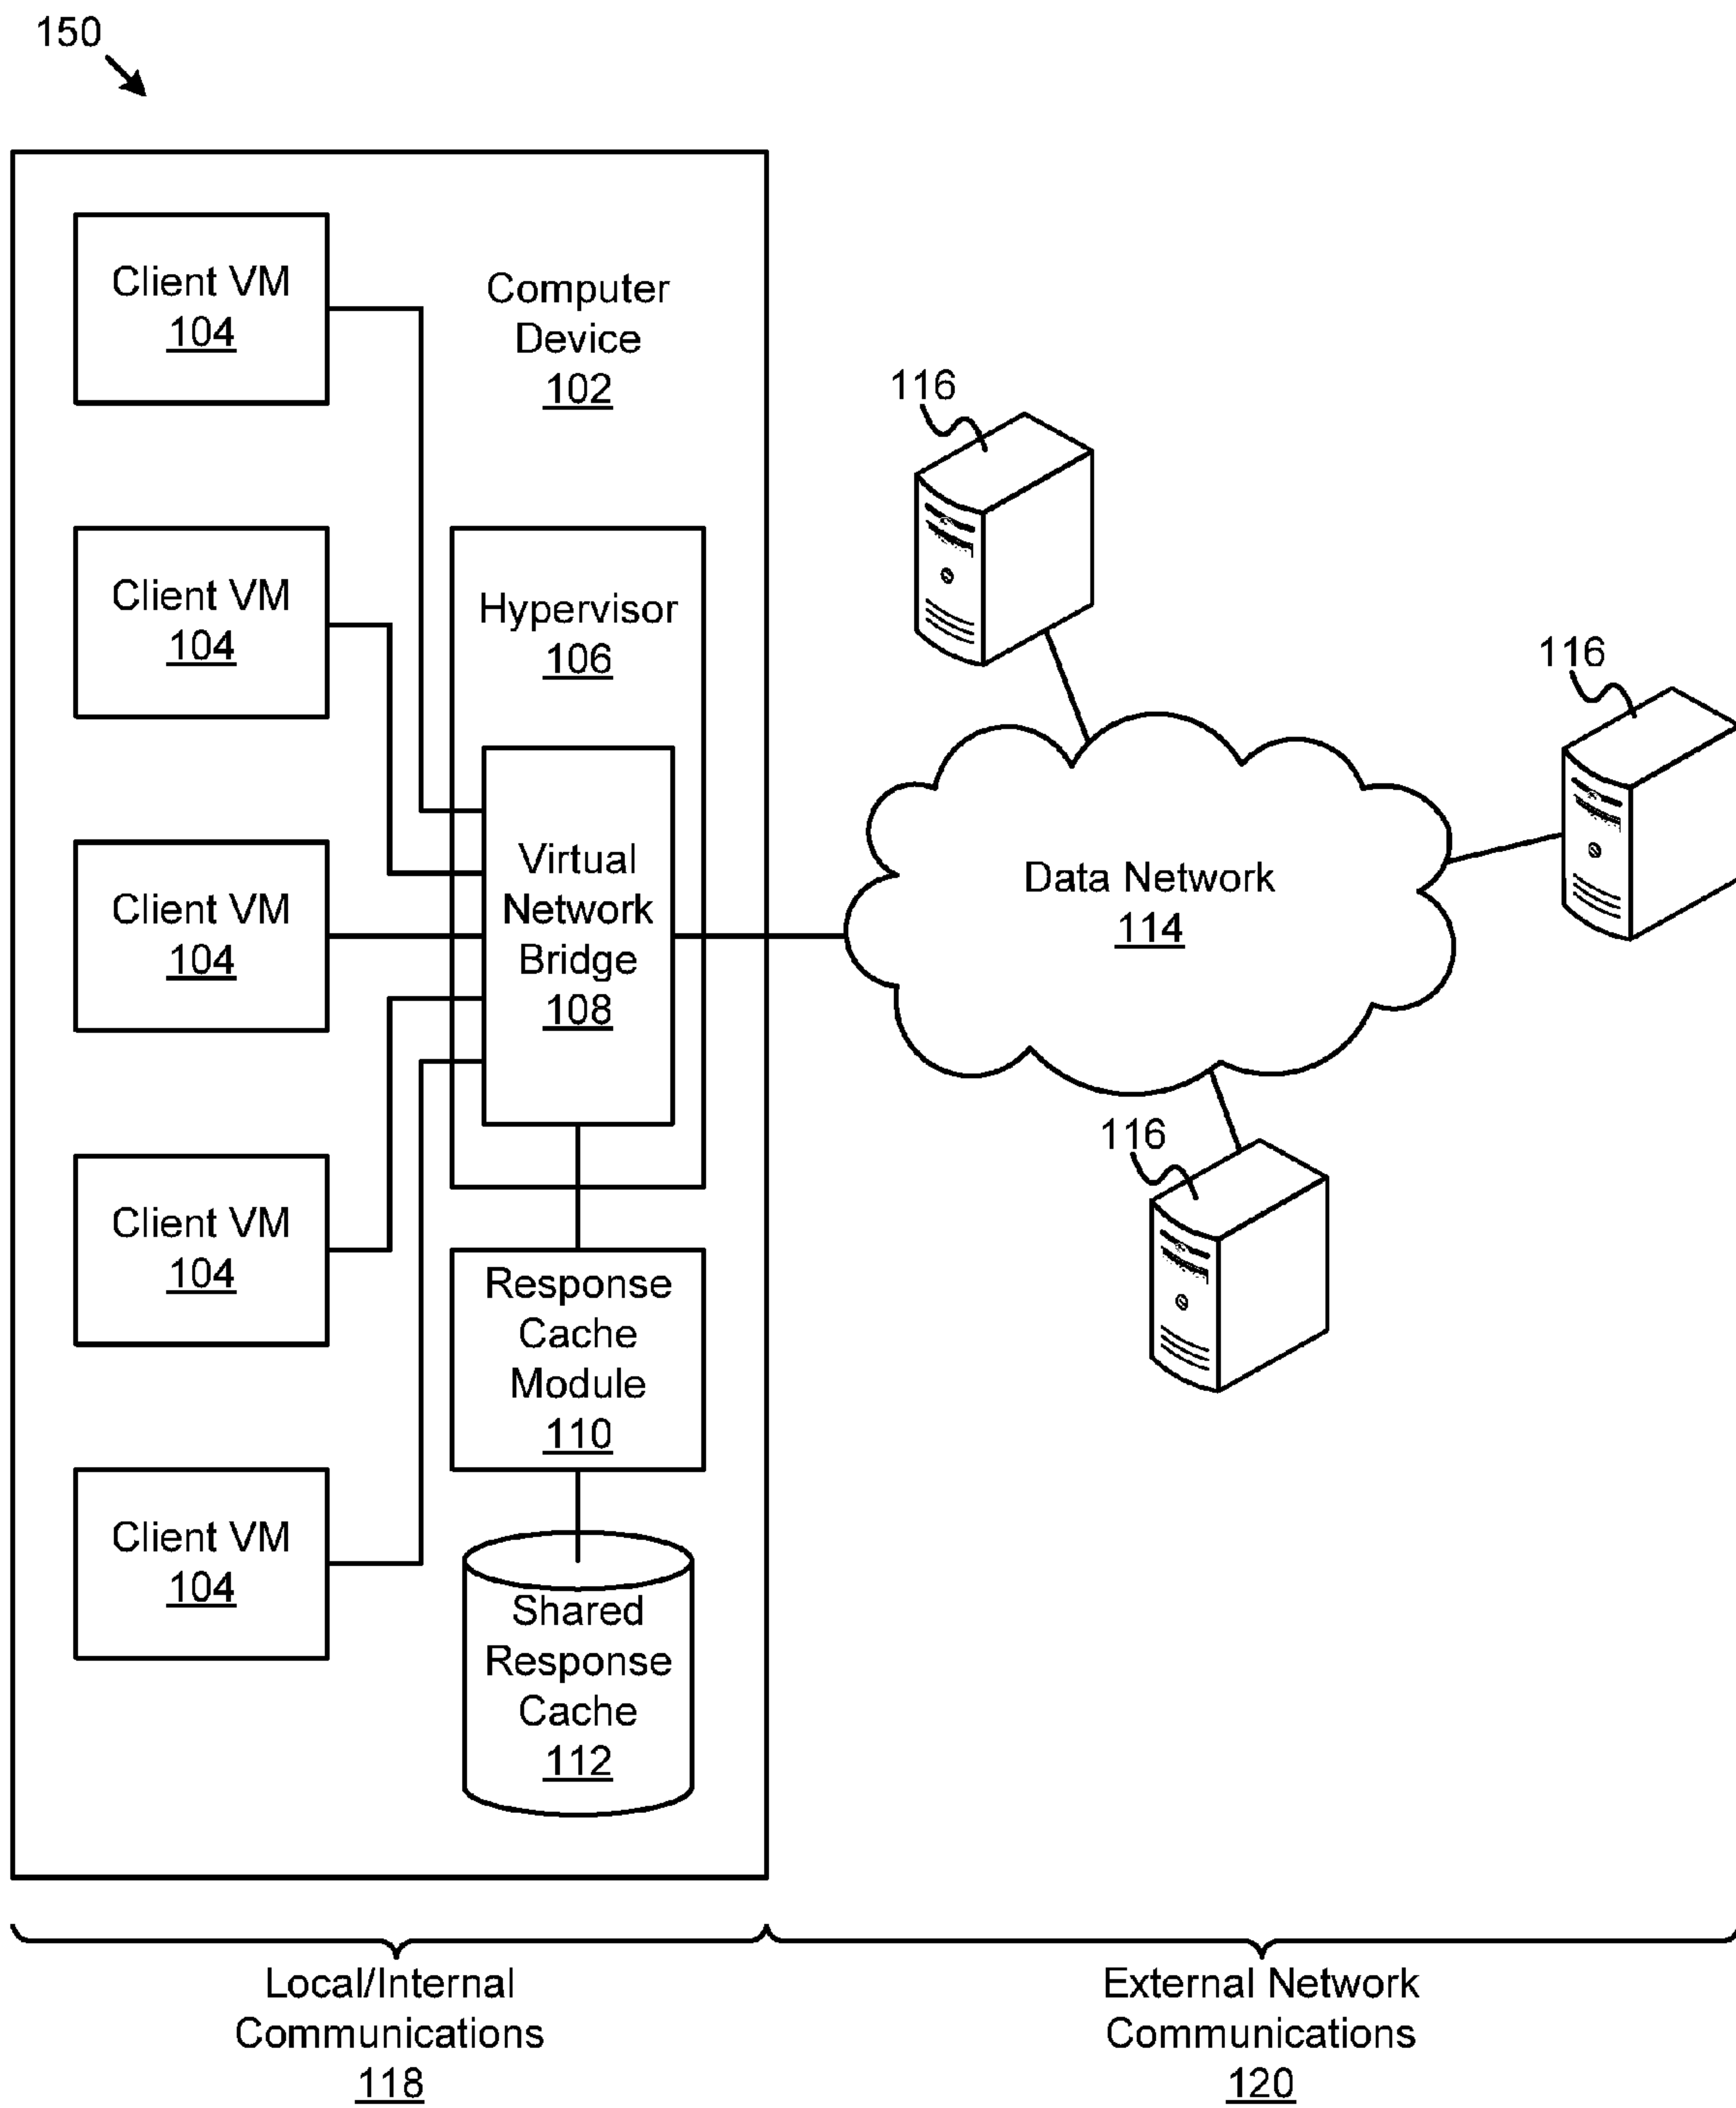 150
Client VM
104
Computer
Device
102
116
Client VM
104
Hypervisor
106
116
Client VM
104
Virtual
Network
Bridge
108
Data Network
114
116
Client VM
104
Response
Cache
Module
110
Client VM
104
Shared
Response
Cache
112
Local/Internal
Communications
118
External Network
Communications
120